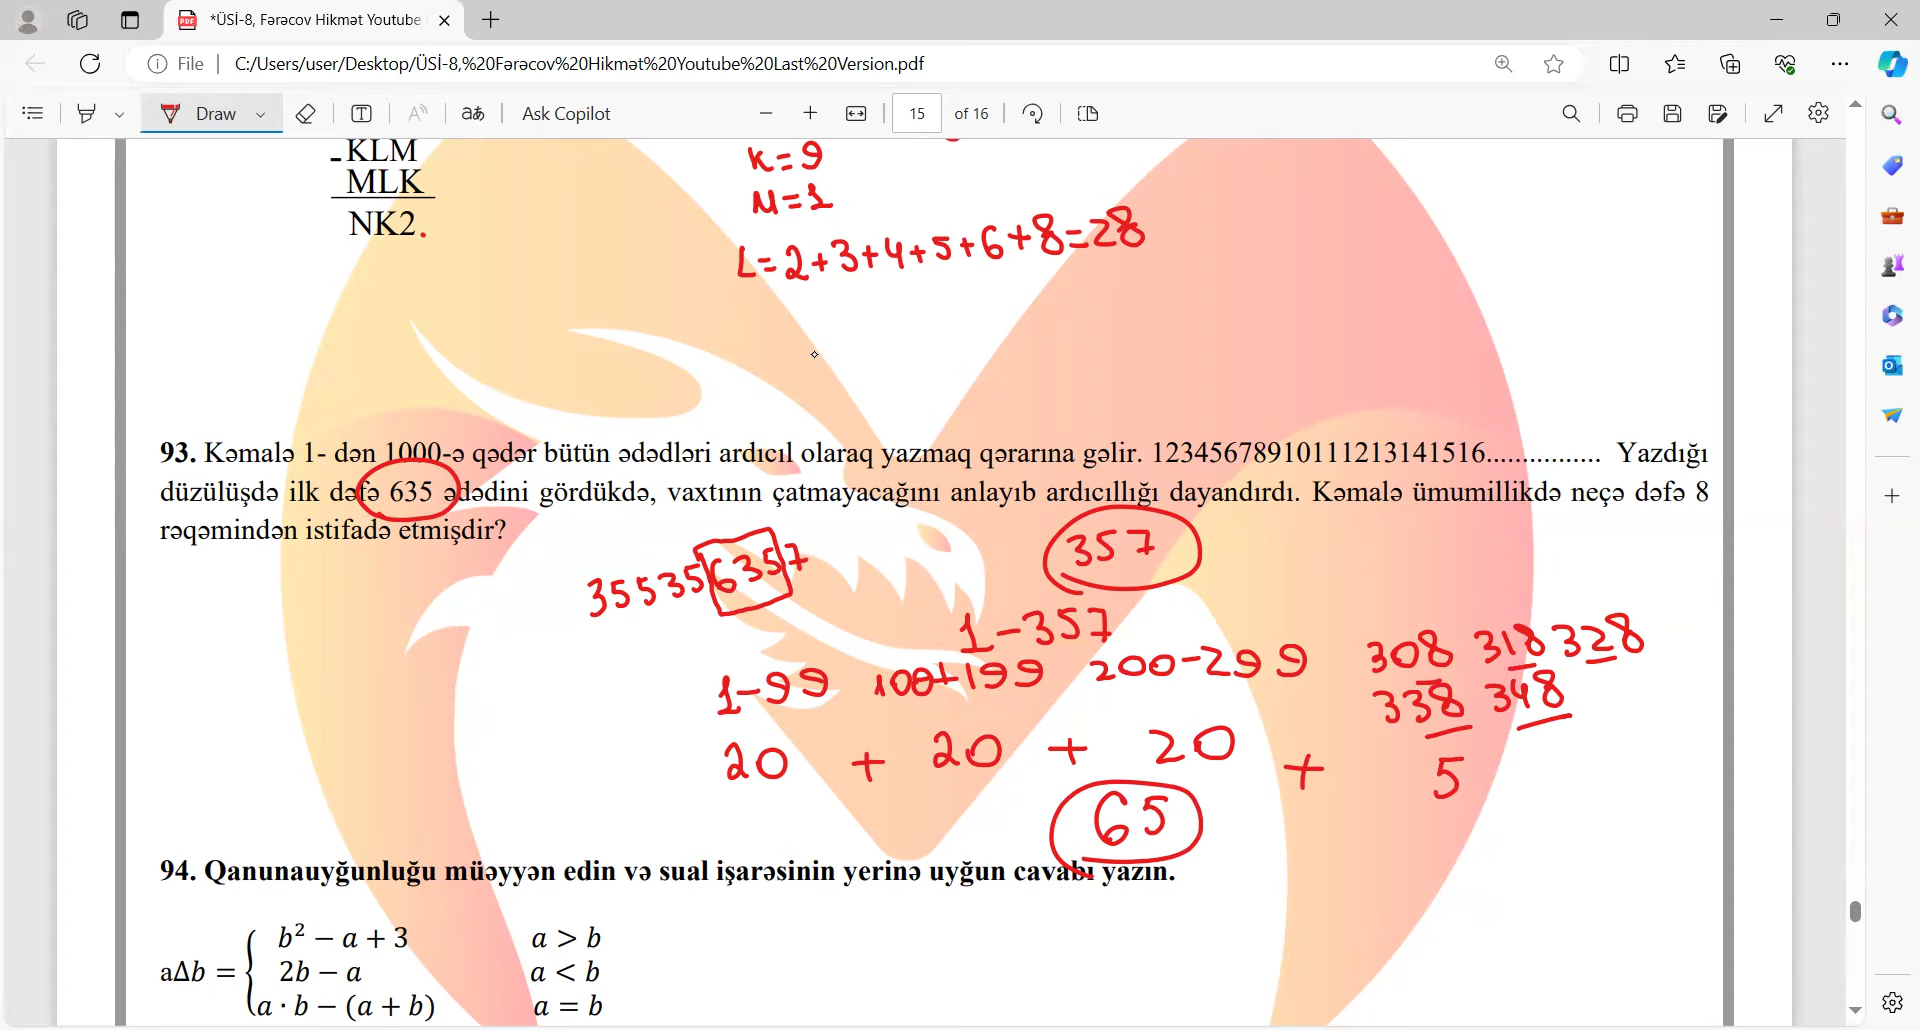 *ÜSİ-8, Fərəcov Hikmət Youtube
File
C:/Users/user/Desktop/ÜSİ-8,%20Fərəcov%20Hikmət%20Youtube%20Last%20Version.pdf
Draw
aあ
Ask Copilot
15 of 16
- KLM
MLK
NK2.
K=9
M=1
L=2+3+4+5+6+8=28
93. Kəmalə 1- dən 1000-ə qədər bütün ədədləri ardıcıl olaraq yazmaq qərarına gəlir. 12345678910111213141516................ Yazdığı
düzülüşdə ilk dəfə 635 ədədini gördükdə, vaxtının çatmayacağını anlayıb ardıcıllığı dayandırdı. Kəmalə ümumillikdə neçə dəfə 8
rəqəmindən istifadə etmişdir?
355356357
357
1-357
1-99 100-199 200-299 308 318 328
338 348
20 + 20 + 20 + 5
65
94. Qanunauyğunluğu müəyyən edin və sual işarəsinin yerinə uyğun cavabı yazın.
b² − a + 3 a > b
a∆b = { 2b − a a < b
a · b − (a + b) a = b